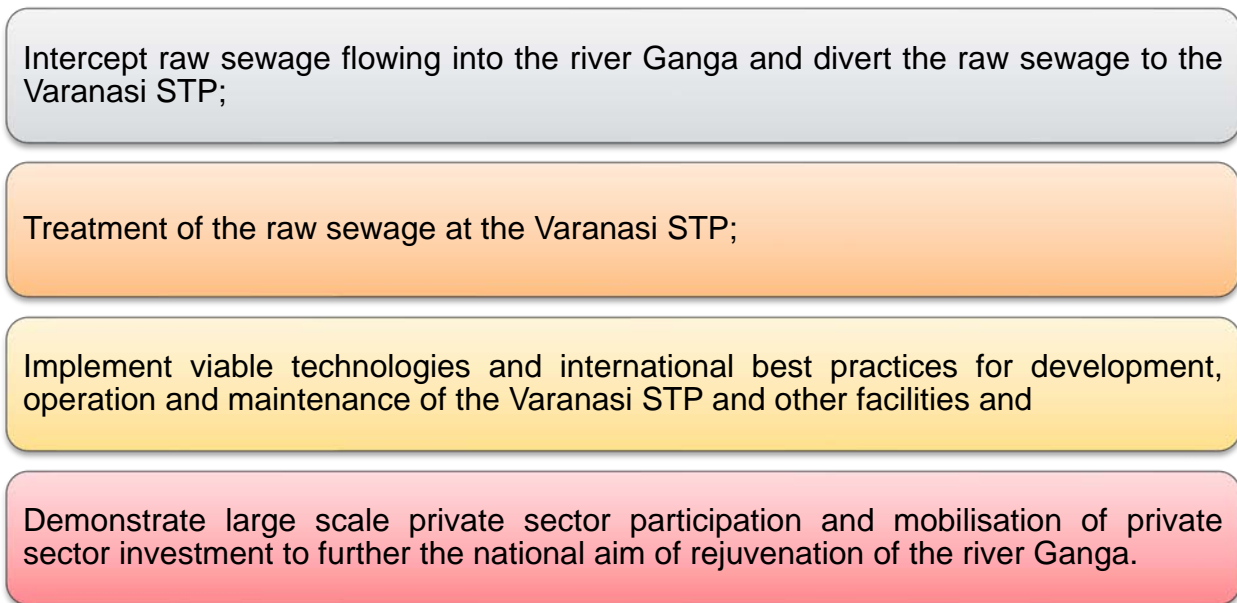 Intercept raw sewage flowing into the river Ganga and divert the raw sewage to the
Varanasi STP;
Treatment of the raw sewage at the Varanasi STP;
Implement viable technologies and international best practices for development,
operation and maintenance of the Varanasi STP and other facilities and
Demonstrate large scale private sector participation and mobilisation of private
sector investment to further the national aim of rejuvenation of the river Ganga.